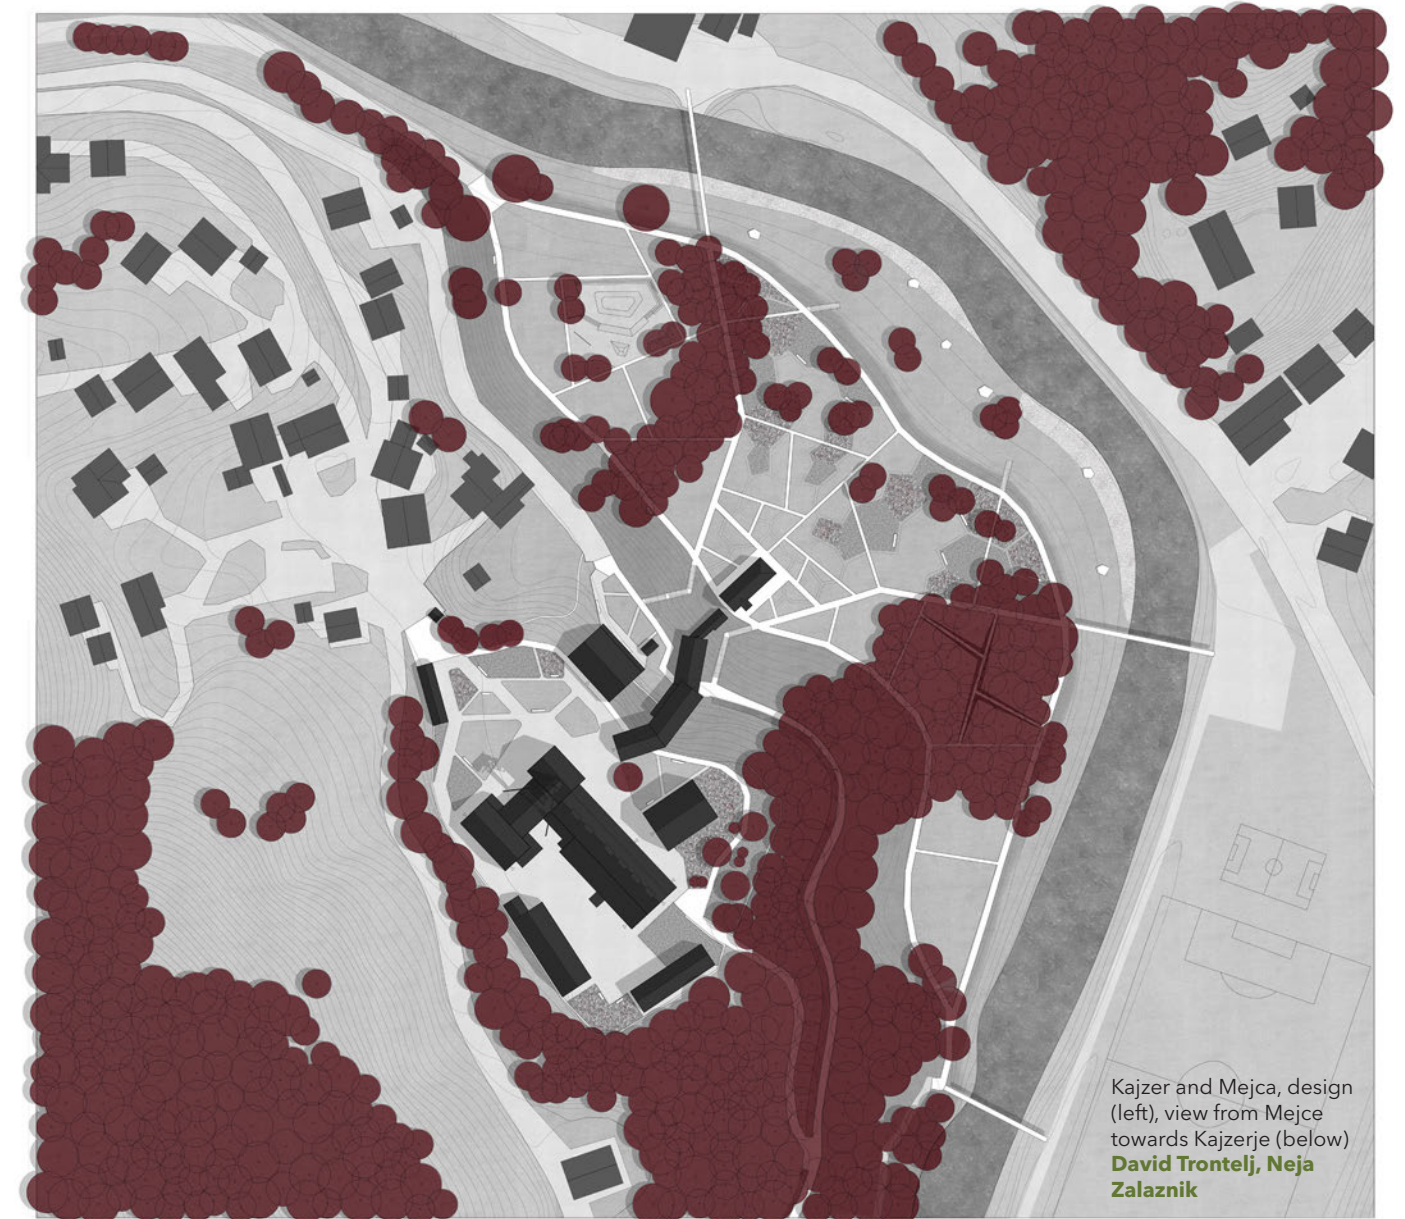 Kajzer and Mejca, design
(left), view from Mejce
towards Kajzerje (below)
David Trontelj, Neja
Zalaznik